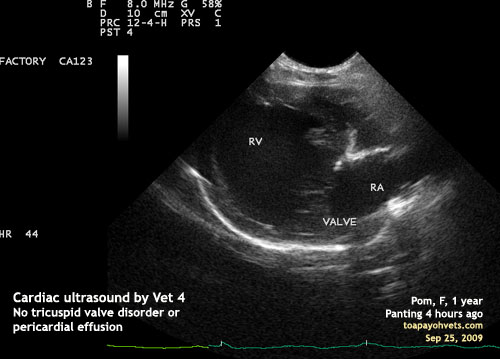 B F 8.0 MHz G 58%
D 10 cm XV C
PRC 12-4-H PRS 1
PST 4
FACTORY CA123
RV
RA
VALVE
HR 44
Cardiac ultrasound by Vet 4
No tricuspid valve disorder or
pericardial effusion
Pom, F, 1 year
Panting 4 hours ago
toapayohvets.com
Sep 25, 2009